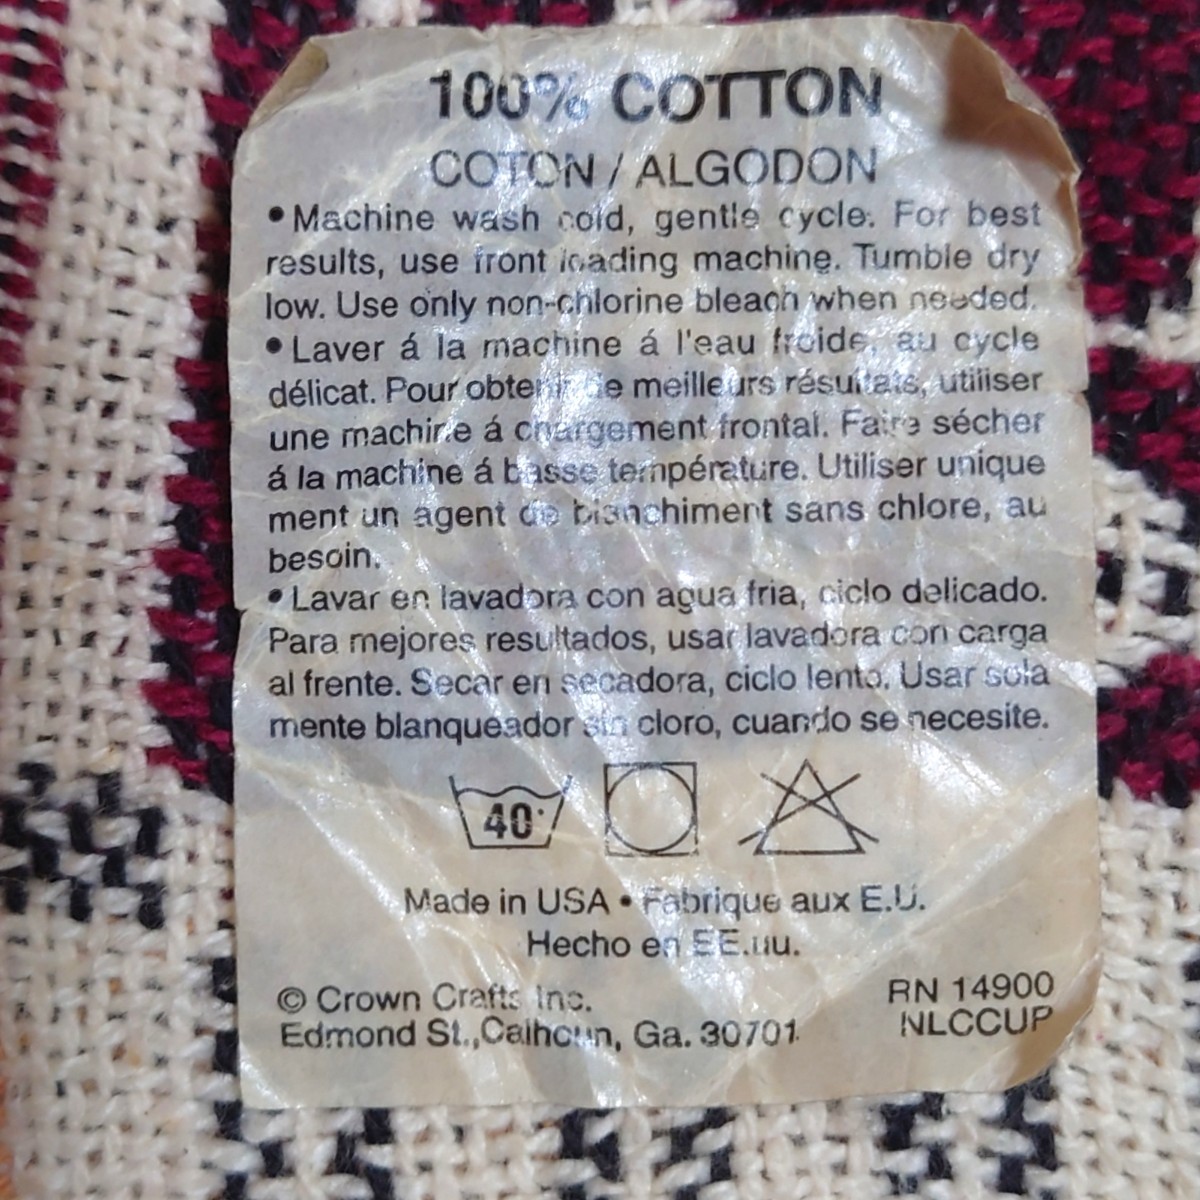 100% COTTON
COTON / ALGODON
• Machine wash cold, gentle cycle. For best
results, use front loading machine. Tumble dry
low. Use only non-chlorine bleach when needed.
• Laver á la machine á l'eau froide, au cycle
délicat. Pour obtenir de meilleurs résultats, utiliser
une machine á chargement frontal. Faire sécher
á la machine á basse température. Utiliser unique
ment un agent de blanchiment sans chlore, au
besoin.
• Lavar en lavadora con agua fria, ciclo delicado.
Para mejores resultados, usar lavadora con carga
al frente. Secar en secadora, ciclo lento. Usar sola
mente blanqueador sin cloro, cuando se necesite.
40°
Made in USA • Fabrique aux E.U.
Hecho en EE.uu.
© Crown Crafts Inc.
RN 14900
Edmond St.,Calhoun, Ga. 30701
NLCCUP